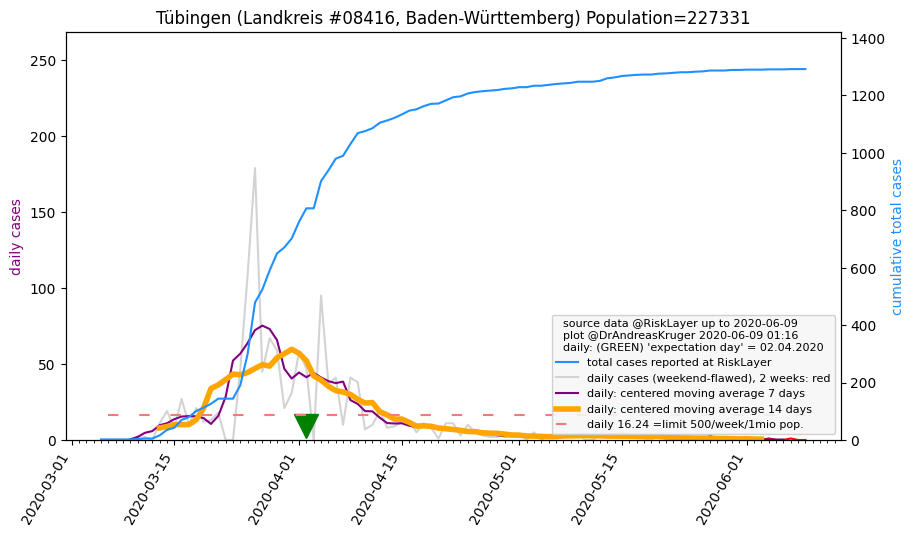 Tübingen (Landkreis #08416, Baden-Württemberg) Population=227331
daily cases
250
200
150
100
50
0
cumulative total cases
1400
1200
1000
800
600
400
200
0
source data @RiskLayer up to 2020-06-09
plot @DrAndreasKruger 2020-06-09 01:16
daily: (GREEN) 'expectation day' = 02.04.2020
total cases reported at RiskLayer
daily cases (weekend-flawed), 2 weeks: red
daily: centered moving average 7 days
daily: centered moving average 14 days
daily 16.24 =limit 500/week/1mio pop.
2020-03-01
2020-03-15
2020-04-01
2020-04-15
2020-05-01
2020-05-15
2020-06-01